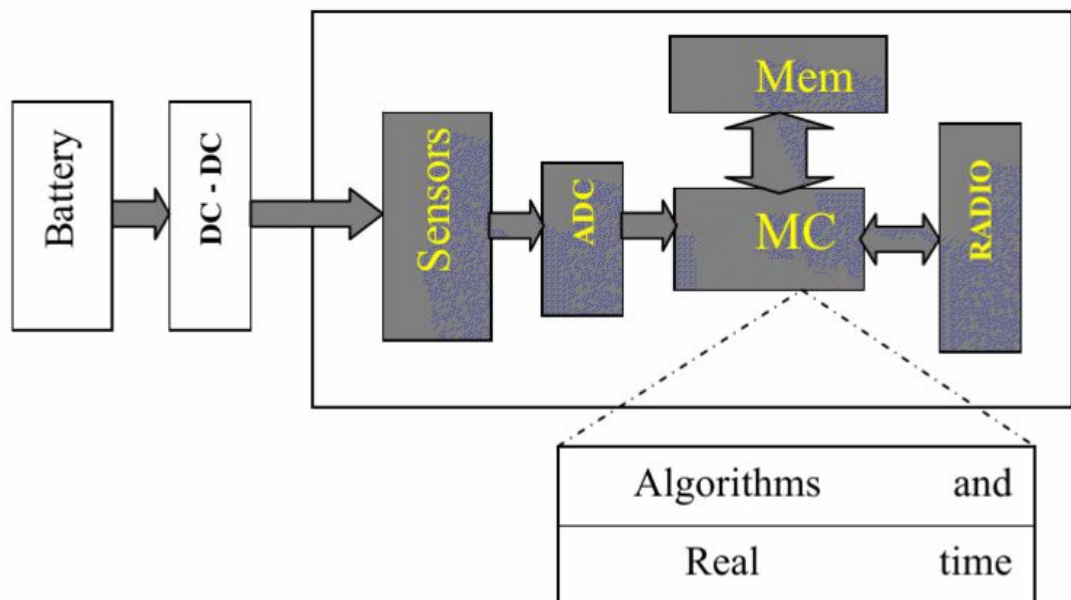 Battery
DC - DC
Sensors
ADC
Mem
MC
RADIO
Algorithms and
Real time